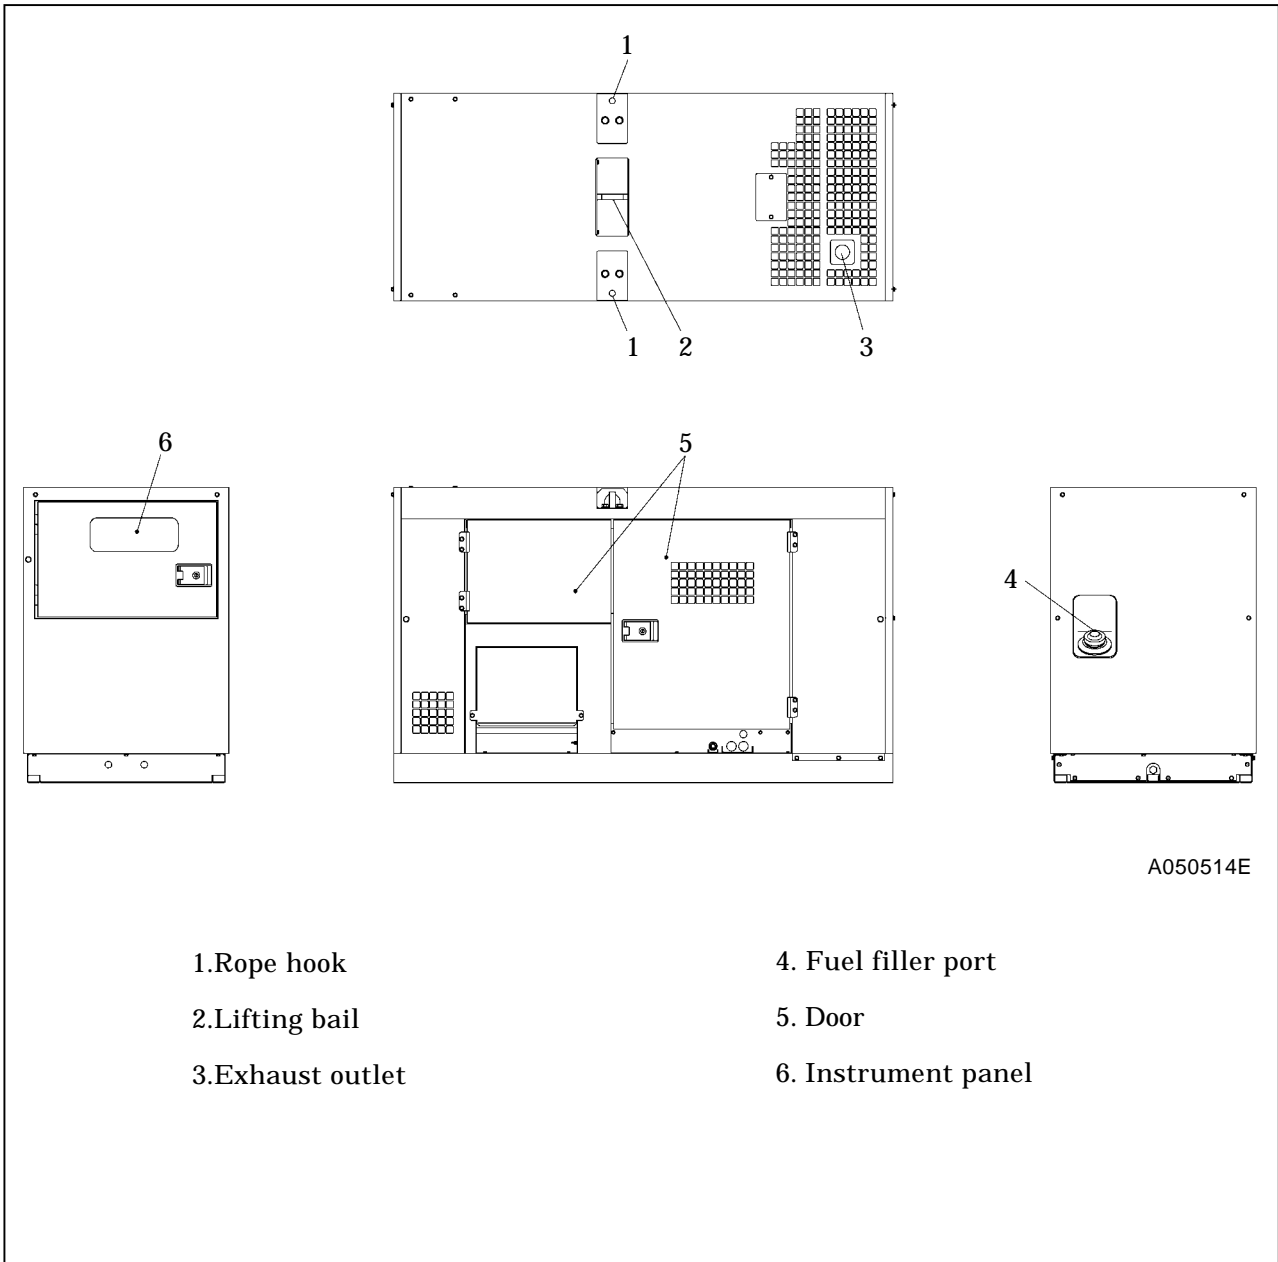 1
1 2 3
6 5
4
A050514E
1.Rope hook
2.Lifting bail
3.Exhaust outlet
4. Fuel filler port
5. Door
6. Instrument panel